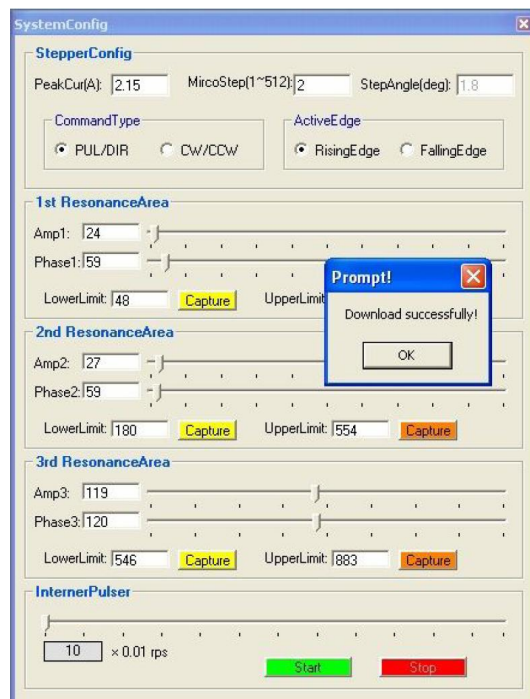 SystemConfig
StepperConfig
PeakCur(A): 2.15 MircoStep(1~512): 2 StepAngle(deg): 1.8
CommandType ActiveEdge
PUL/DIR CW/CCW RisingEdge FallingEdge
1st ResonanceArea
Amp1: 24
Phase1: 59
Prompt!
Download successfully!
OK
LowerLimit: 48 Capture UpperLimit
2nd ResonanceArea
Amp2: 27
Phase2: 59
LowerLimit: 180 Capture UpperLimit: 554 Capture
3rd ResonanceArea
Amp3: 119
Phase3: 120
LowerLimit: 546 Capture UpperLimit: 883 Capture
InternerPulser
10 × 0.01 rps
Start Stop